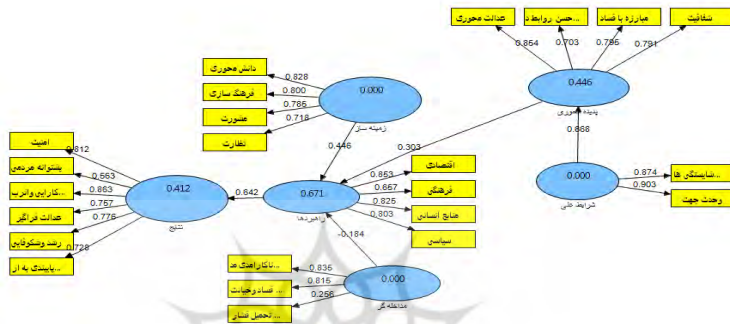 عدالت محوری
حسن روابط د...
مبارزه با فساد
شفافیت
0.854
0.703
0.795
0.791
0.446
پدیده محوری
0.868
0.000
شرایط علی
0.874
شایستگی ها...
0.903
وحدت جهت
دانش محوری
0.828
فرهنگ سازی
0.800
مشورت
0.786
نظارت
0.718
0.000
زمینه ساز
0.446
0.303
امنیت
0.812
پشتوانه مردمی
0.563
کارایی واثرب...
0.863
عدالت فراگیر
0.757
رشد وشکوفایی
0.776
پایبندی به ار...
0.728
0.412
نتایج
0.642
0.671
راهبردها
0.853
اقتصادی
0.657
فرهنگی
0.825
منابع انسانی
0.803
سیاسی
-0.184
ناکارآمدی مد...
0.835
فساد وخیانت...
0.815
تحمیل فشار...
0.256
0.000
مداخله گر